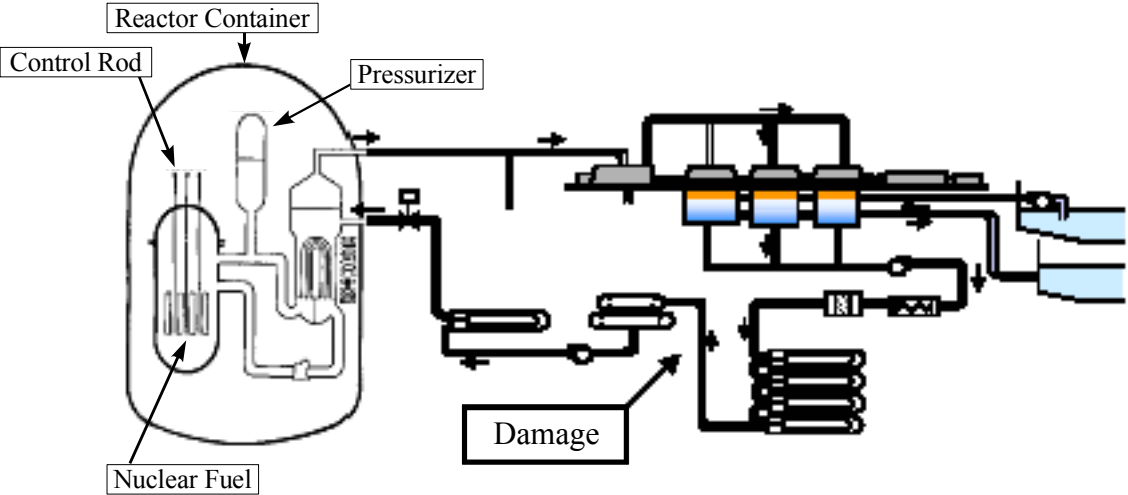 Reactor Container
Control Rod
Pressurizer
Damage
Nuclear Fuel